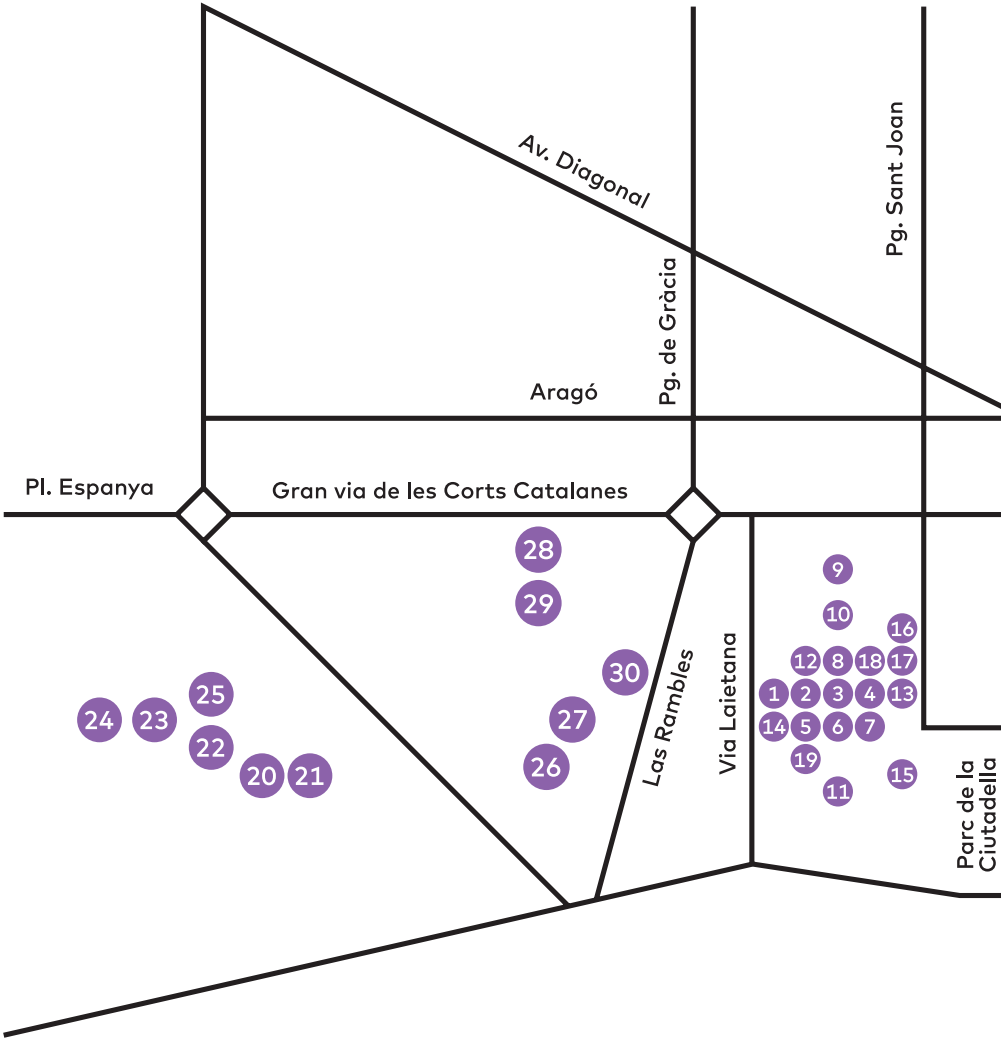 Av. Diagonal
Pg. Sant Joan
Pg. de Gràcia
Aragó
Pl. Espanya
Gran via de les Corts Catalanes
28
9
29
10
16
30
12 8 18 17
25
1 2 3 4 13
24 23
27
14 5 6 7
22
Las Rambles
Via Laietana
19
26
20 21
15
11
Parc de la
Ciutadella